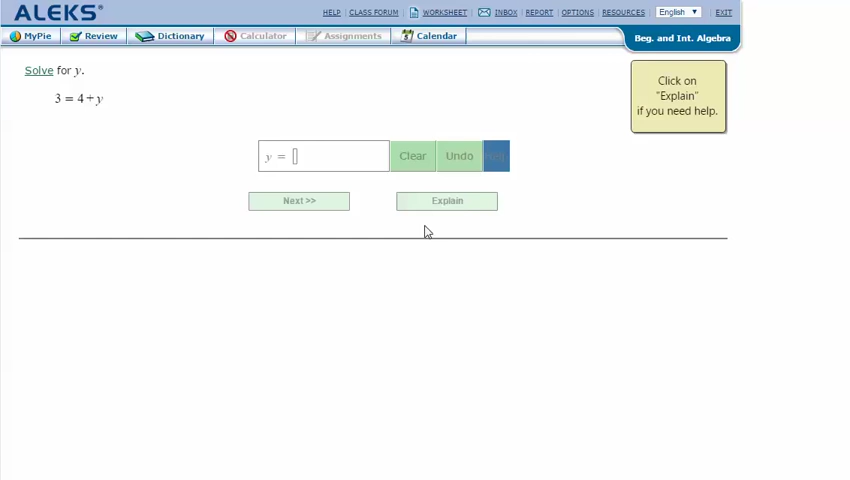 ALEKS®
HELP | CLASS FORUM | WORKSHEET | INBOX | REPORT | OPTIONS | RESOURCES | English ▼ | EXIT
MyPie | Review | Dictionary | Calculator | Assignments | Calendar
Beg. and Int. Algebra
Solve for y.
3 = 4 + y
Click on
"Explain"
if you need help.
y =
Clear Undo Help
Next >> Explain